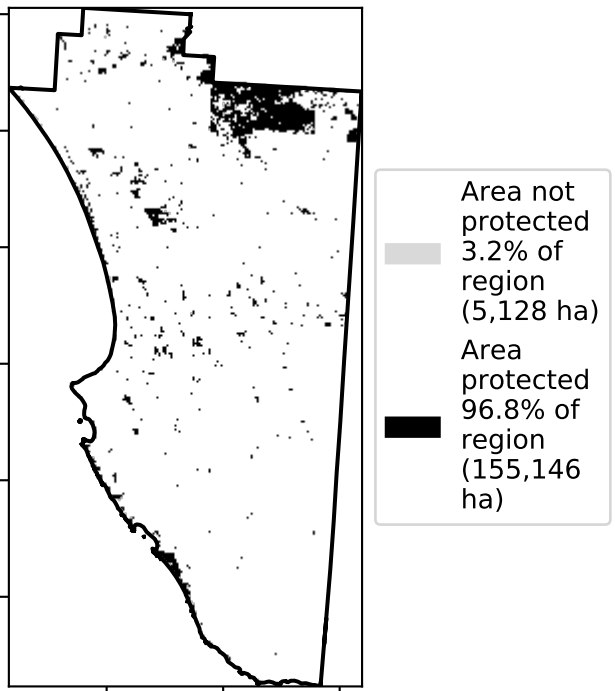 Area not
protected
3.2% of
region
(5,128 ha)
Area
protected
96.8% of
region
(155,146
ha)